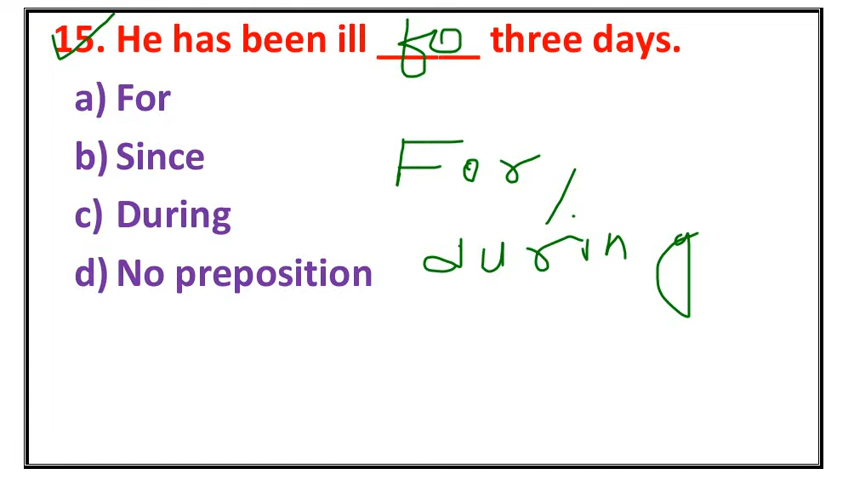 15. He has been ill fo three days.
a) For
b) Since
c) During
d) No preposition
For /
during